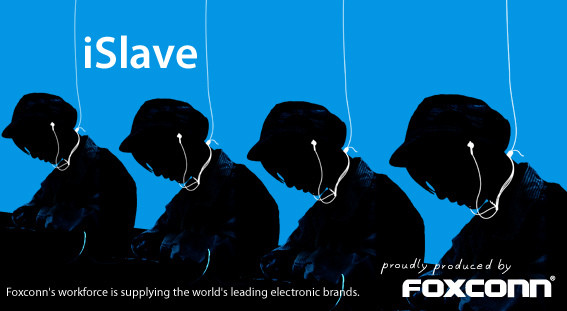 iSlave
proudly produced by
FOXCONN®
Foxconn's workforce is supplying the world's leading electronic brands.